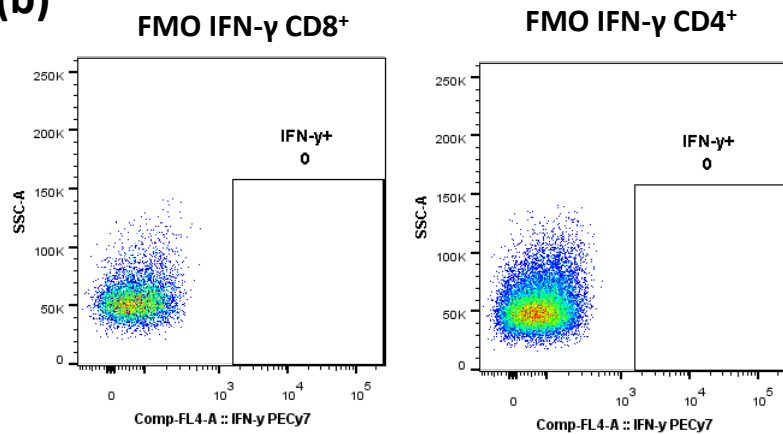 (b)
FMO IFN-γ CD8⁺
FMO IFN-γ CD4⁺
250K
200K
150K
100K
50K
0
SSC-A
IFN-y+
0
0
10³
10⁴
10⁵
Comp-FL4-A :: IFN-y PECy7
250K
200K
150K
100K
50K
0
SSC-A
IFN-y+
0
0
10³
10⁴
10⁵
Comp-FL4-A :: IFN-y PECy7